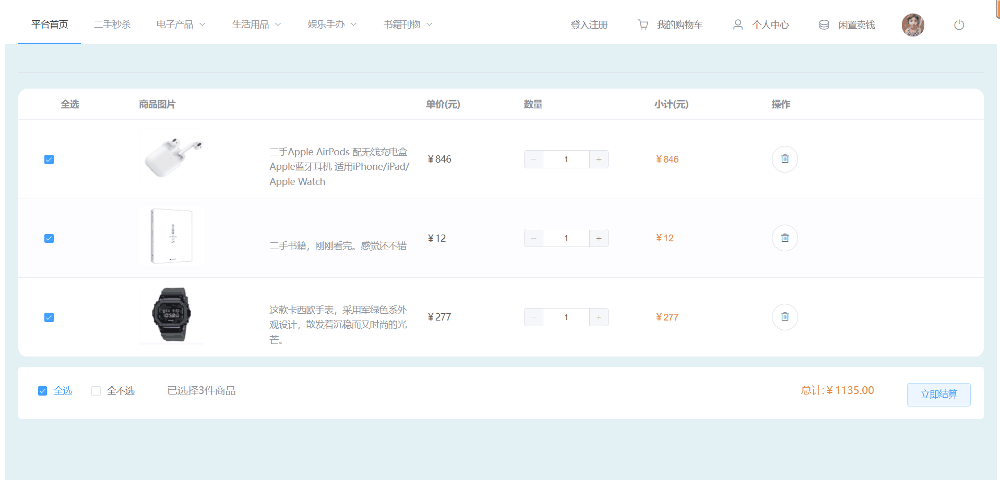 平台首页 二手秒杀 电子产品 生活用品 娱乐手办 书籍刊物 登入注册 我的购物车 个人中心 闲置卖钱
全选 商品图片 单价(元) 数量 小计(元) 操作
二手Apple AirPods 配无线充电盒
Apple蓝牙耳机 适用iPhone/iPad/
Apple Watch
¥846 1 ¥846
二手书籍，刚刚看完。感觉还不错
¥12 1 ¥12
10:58
这款卡西欧手表，采用军绿色系外
观设计，散发着沉稳而又时尚的光
芒。
¥277 1 ¥277
全选 全不选 已选择3件商品 总计:¥1135.00 立即结算